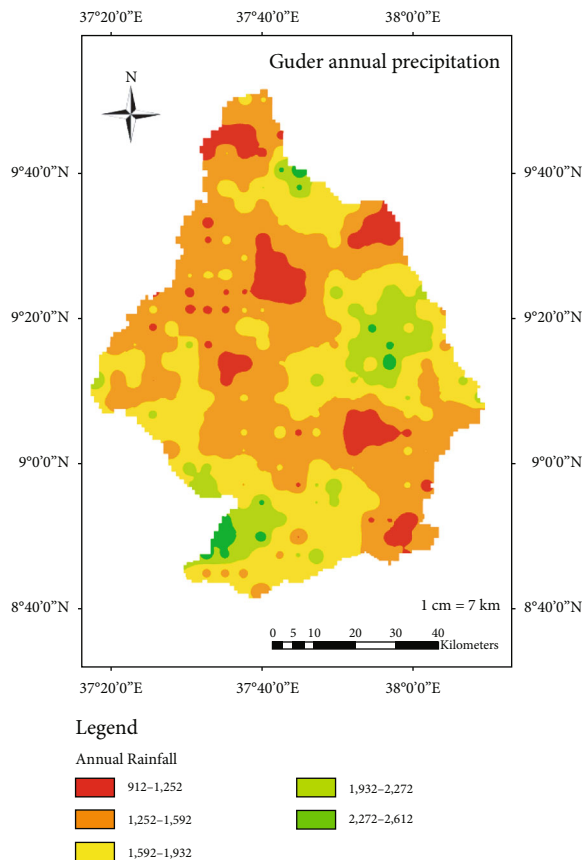 37°20'0"E 37°40'0"E 38°0'0"E
Guder annual precipitation
N
9°40'0"N 9°40'0"N
9°20'0"N 9°20'0"N
9°0'0"N 9°0'0"N
8°40'0"N 8°40'0"N
1 cm = 7 km
0 5 10 20 30 40
Kilometers
37°20'0"E 37°40'0"E 38°0'0"E
Legend
Annual Rainfall
912–1,252
1,252–1,592
1,592–1,932
1,932–2,272
2,272–2,612